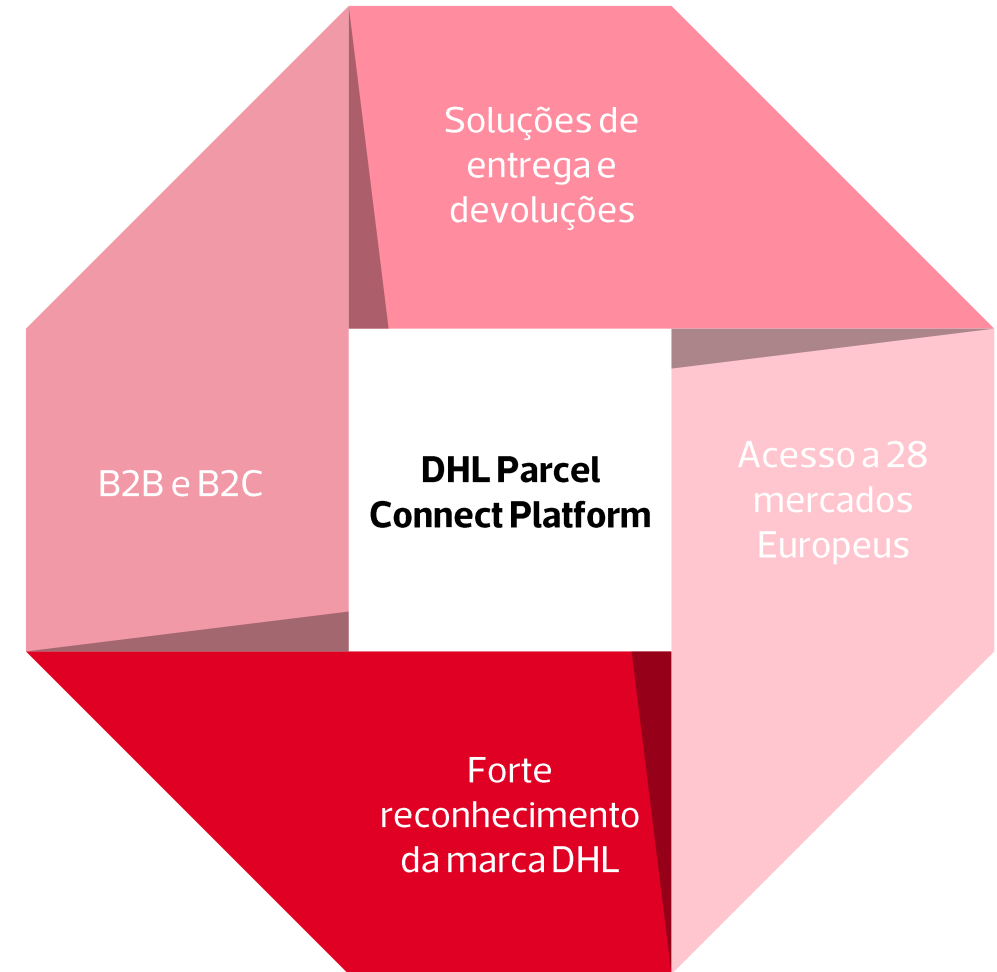 Soluções de
entrega e
devoluções
B2B e B2C
DHL Parcel
Connect Platform
Acesso a 28
mercados
Europeus
Forte
reconhecimento
da marca DHL